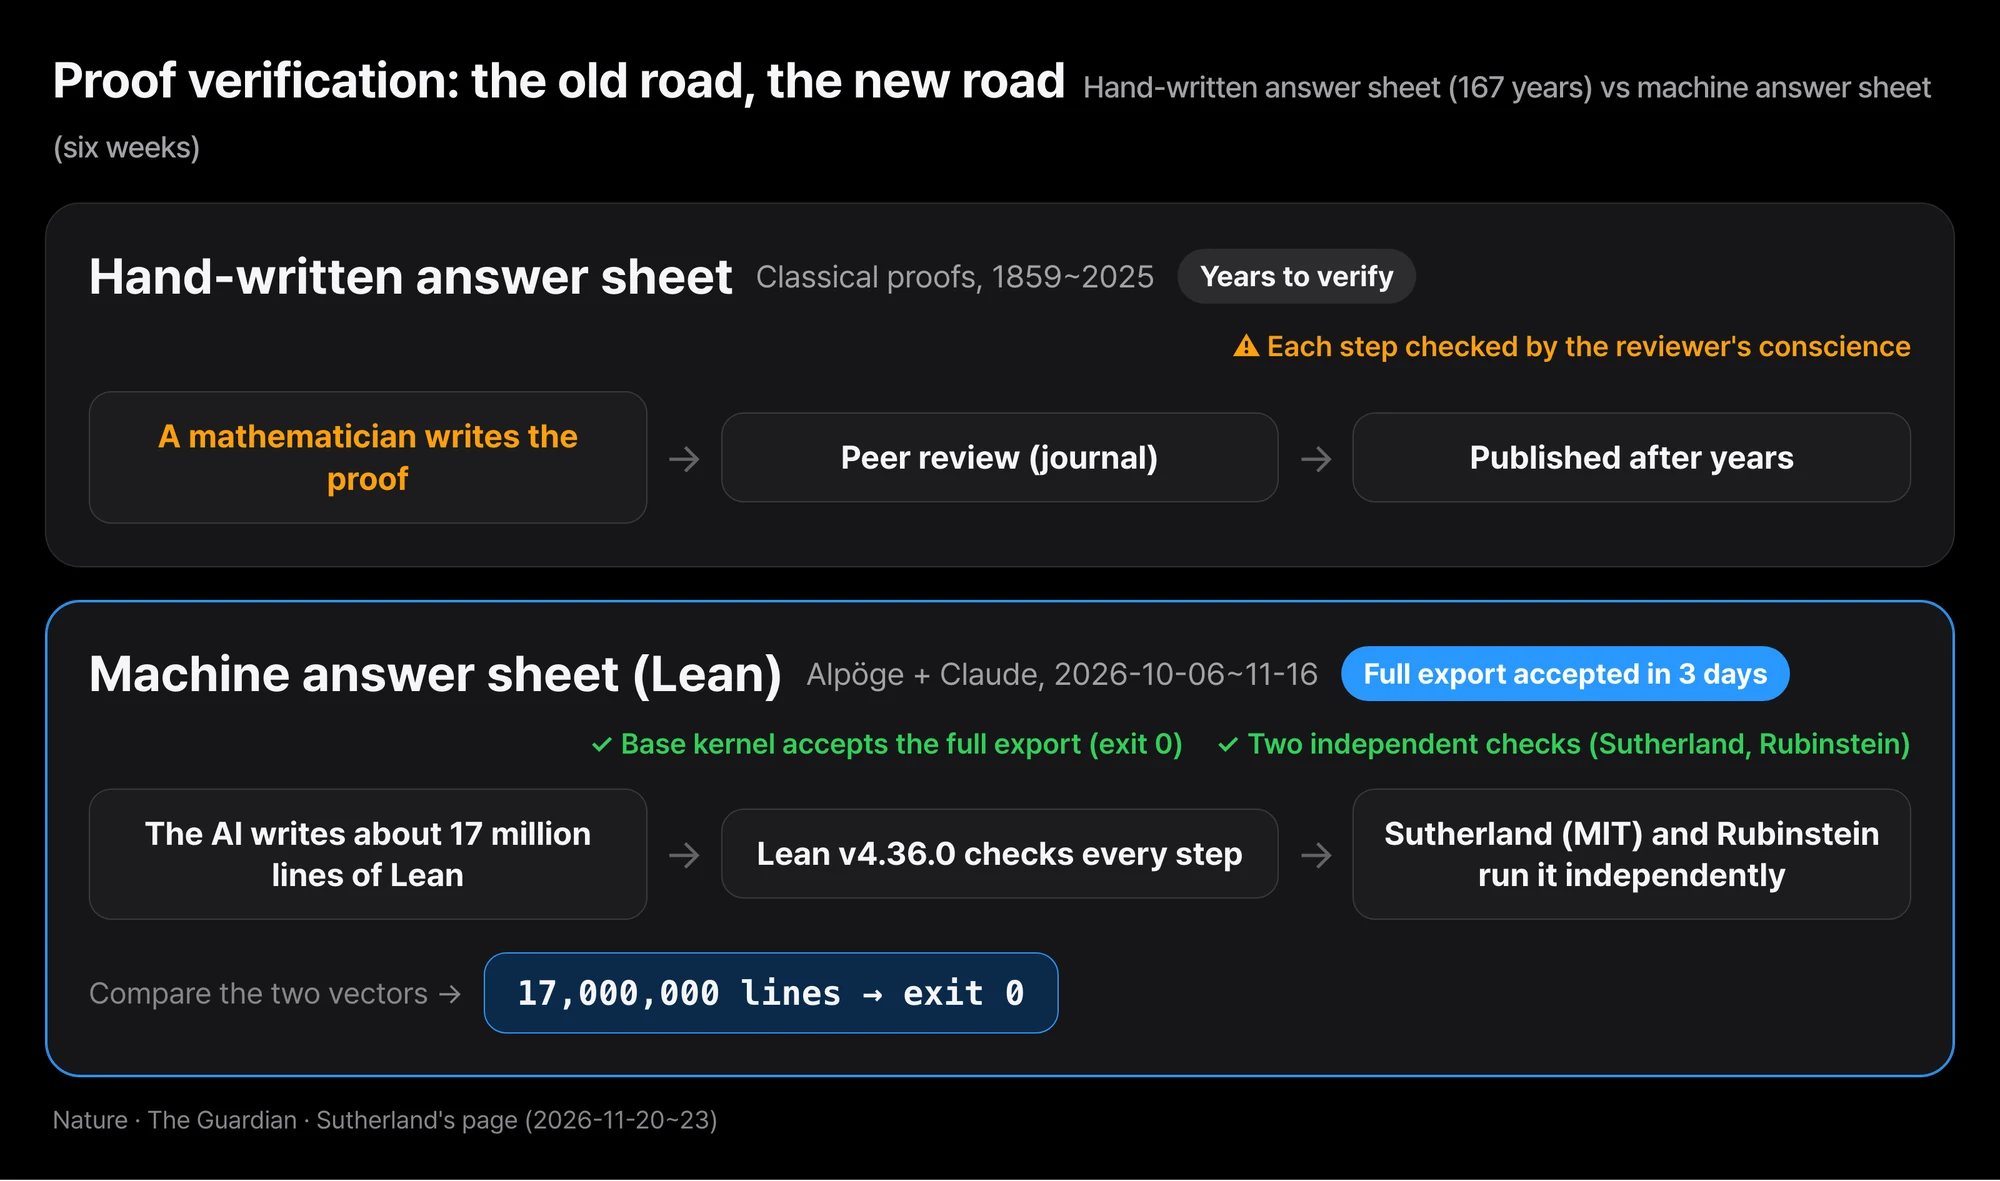 Proof verification: the old road, the new road Hand-written answer sheet (167 years) vs machine answer sheet
(six weeks)
Hand-written answer sheet Classical proofs, 1859~2025 Years to verify
⚠ Each step checked by the reviewer's conscience
A mathematician writes the
proof
→ Peer review (journal) → Published after years
Machine answer sheet (Lean) Alpöge + Claude, 2026-10-06~11-16 Full export accepted in 3 days
✓ Base kernel accepts the full export (exit 0) ✓ Two independent checks (Sutherland, Rubinstein)
The AI writes about 17 million
lines of Lean
→ Lean v4.36.0 checks every step →
Sutherland (MIT) and Rubinstein
run it independently
Compare the two vectors → 17,000,000 lines → exit 0
Nature · The Guardian · Sutherland's page (2026-11-20~23)